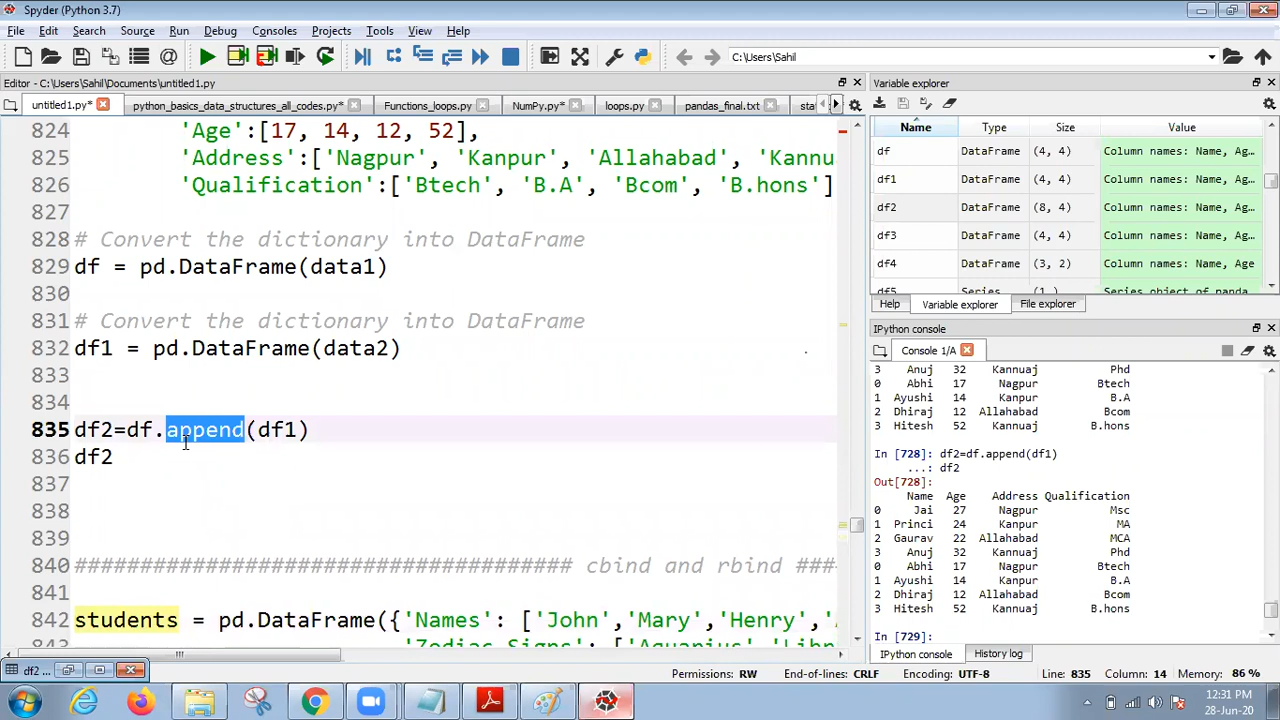 Spyder (Python 3.7)
File Edit Search Source Run Debug Consoles Projects Tools View Help
C:\Users\Sahil
Editor - C:\Users\Sahil\Documents\untitled1.py
untitled1.py* python_basics_data_structures_all_codes.py* Functions_loops.py NumPy.py* loops.py pandas_final.txt sta
824 'Age':[17, 14, 12, 52],
825 'Address':['Nagpur', 'Kanpur', 'Allahabad', 'Kannu
826 'Qualification':['Btech', 'B.A', 'Bcom', 'B.hons']
827
828 # Convert the dictionary into DataFrame
829 df = pd.DataFrame(data1)
830
831 # Convert the dictionary into DataFrame
832 df1 = pd.DataFrame(data2)
833
834
835 df2=df.append(df1)
836 df2
837
838
839
840 ###################################### cbind and rbind ####
841
842 students = pd.DataFrame({'Names': ['John','Mary','Henry',
Variable explorer
Name Type Size Value
df DataFrame (4, 4) Column names: Name, Ag...
df1 DataFrame (4, 4) Column names: Name, Ag...
df2 DataFrame (8, 4) Column names: Name, Ag...
df3 DataFrame (4, 4) Column names: Name, Ag...
df4 DataFrame (3, 2) Column names: Name, Age
df5 Series (1,) Series object of panda
Help Variable explorer File explorer
IPython console
Console 1/A
3 Anuj 32 Kannuaj Phd
0 Abhi 17 Nagpur Btech
1 Ayushi 14 Kanpur B.A
2 Dhiraj 12 Allahabad Bcom
3 Hitesh 52 Kannuaj B.hons
In [728]: df2=df.append(df1)
...: df2
Out[728]:
Name Age Address Qualification
0 Jai 27 Nagpur Msc
1 Princi 24 Kanpur MA
2 Gaurav 22 Allahabad MCA
3 Anuj 32 Kannuaj Phd
0 Abhi 17 Nagpur Btech
1 Ayushi 14 Kanpur B.A
2 Dhiraj 12 Allahabad Bcom
3 Hitesh 52 Kannuaj B.hons
In [729]:
IPython console History log
df2 ...
Permissions: RW End-of-lines: CRLF Encoding: UTF-8 Line: 835 Column: 14 Memory: 86 %
12:31 PM
28-Jun-20